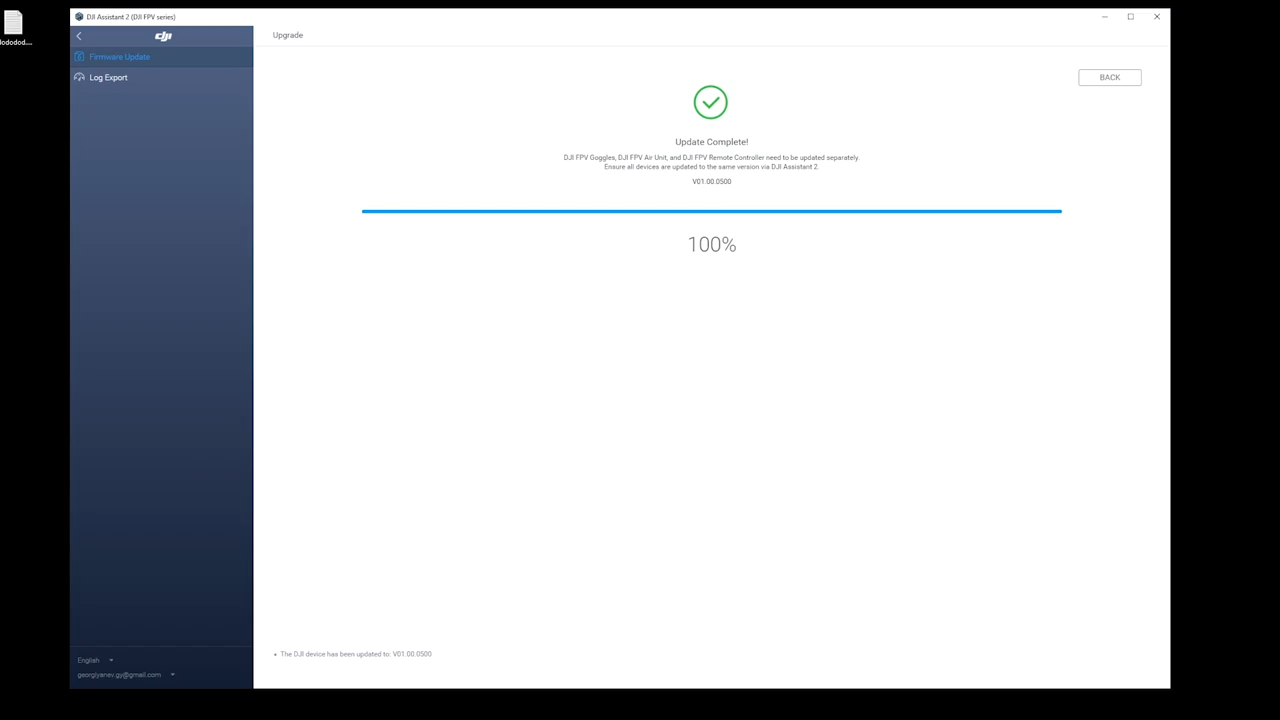 DJI Assistant 2 (DJI FPV series)
dji
Upgrade
Firmware Update
Log Export
BACK
Update Complete!
DJI FPV Goggles, DJI FPV Air Unit, and DJI FPV Remote Controller need to be updated separately.
Ensure all devices are updated to the same version via DJI Assistant 2.
V01.00.0500
100%
The DJI device has been updated to: V01.00.0500
English
georgiyanev.gy@gmail.com